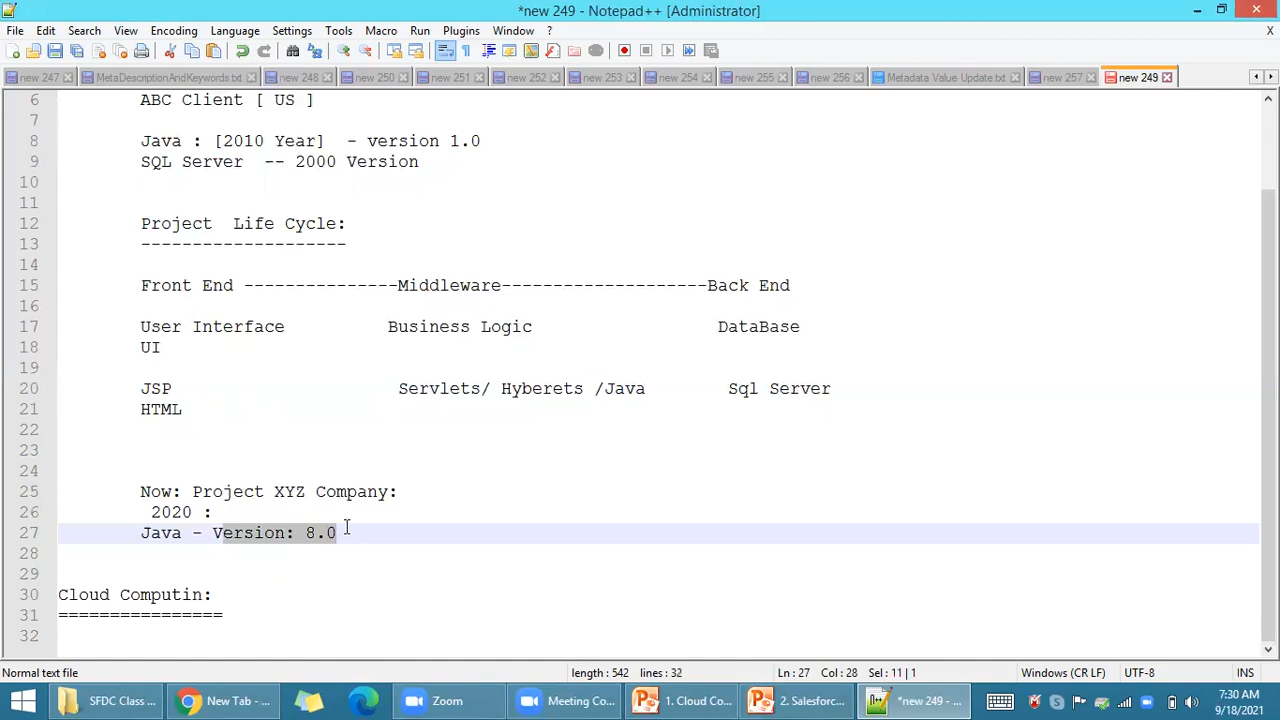 *new 249 - Notepad++ [Administrator]
File Edit Search View Encoding Language Settings Tools Macro Run Plugins Window ? X
new 247 MetaDescriptionAndKeywords.txt new 248 new 250 new 251 new 252 new 253 new 254 new 255 new 256 Metadata Value Update.txt new 257 new 249
6 ABC Client [ US ]
7
8 Java : [2010 Year] - version 1.0
9 SQL Server -- 2000 Version
10
11
12 Project Life Cycle:
13 --------------------
14
15 Front End ---------------Middleware--------------------Back End
16
17 User Interface Business Logic DataBase
18 UI
19
20 JSP Servlets/ Hyberets /Java Sql Server
21 HTML
22
23
24
25 Now: Project XYZ Company:
26 2020 :
27 Java - Version: 8.0
28
29
30 Cloud Computin:
31 ================
32
Normal text file length : 542 lines : 32 Ln : 27 Col : 28 Sel : 11 | 1 Windows (CR LF) UTF-8 INS
SFDC Class ... New Tab - ... Zoom Meeting Co... 1. Cloud Co... 2. Salesforc... *new 249 - ... 7:30 AM
9/18/2021